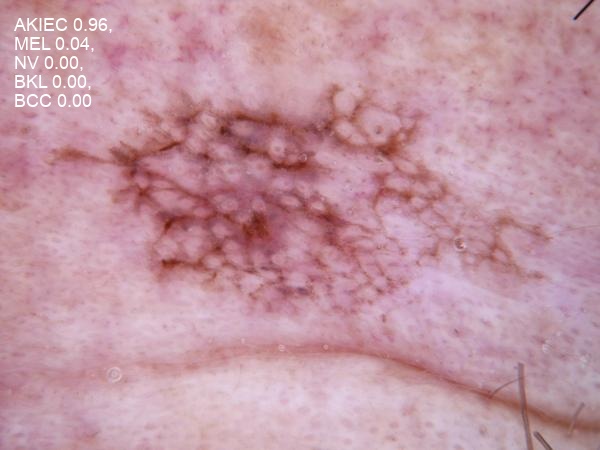 AKIEC 0.96,
MEL 0.04,
NV 0.00,
BKL 0.00,
BCC 0.00